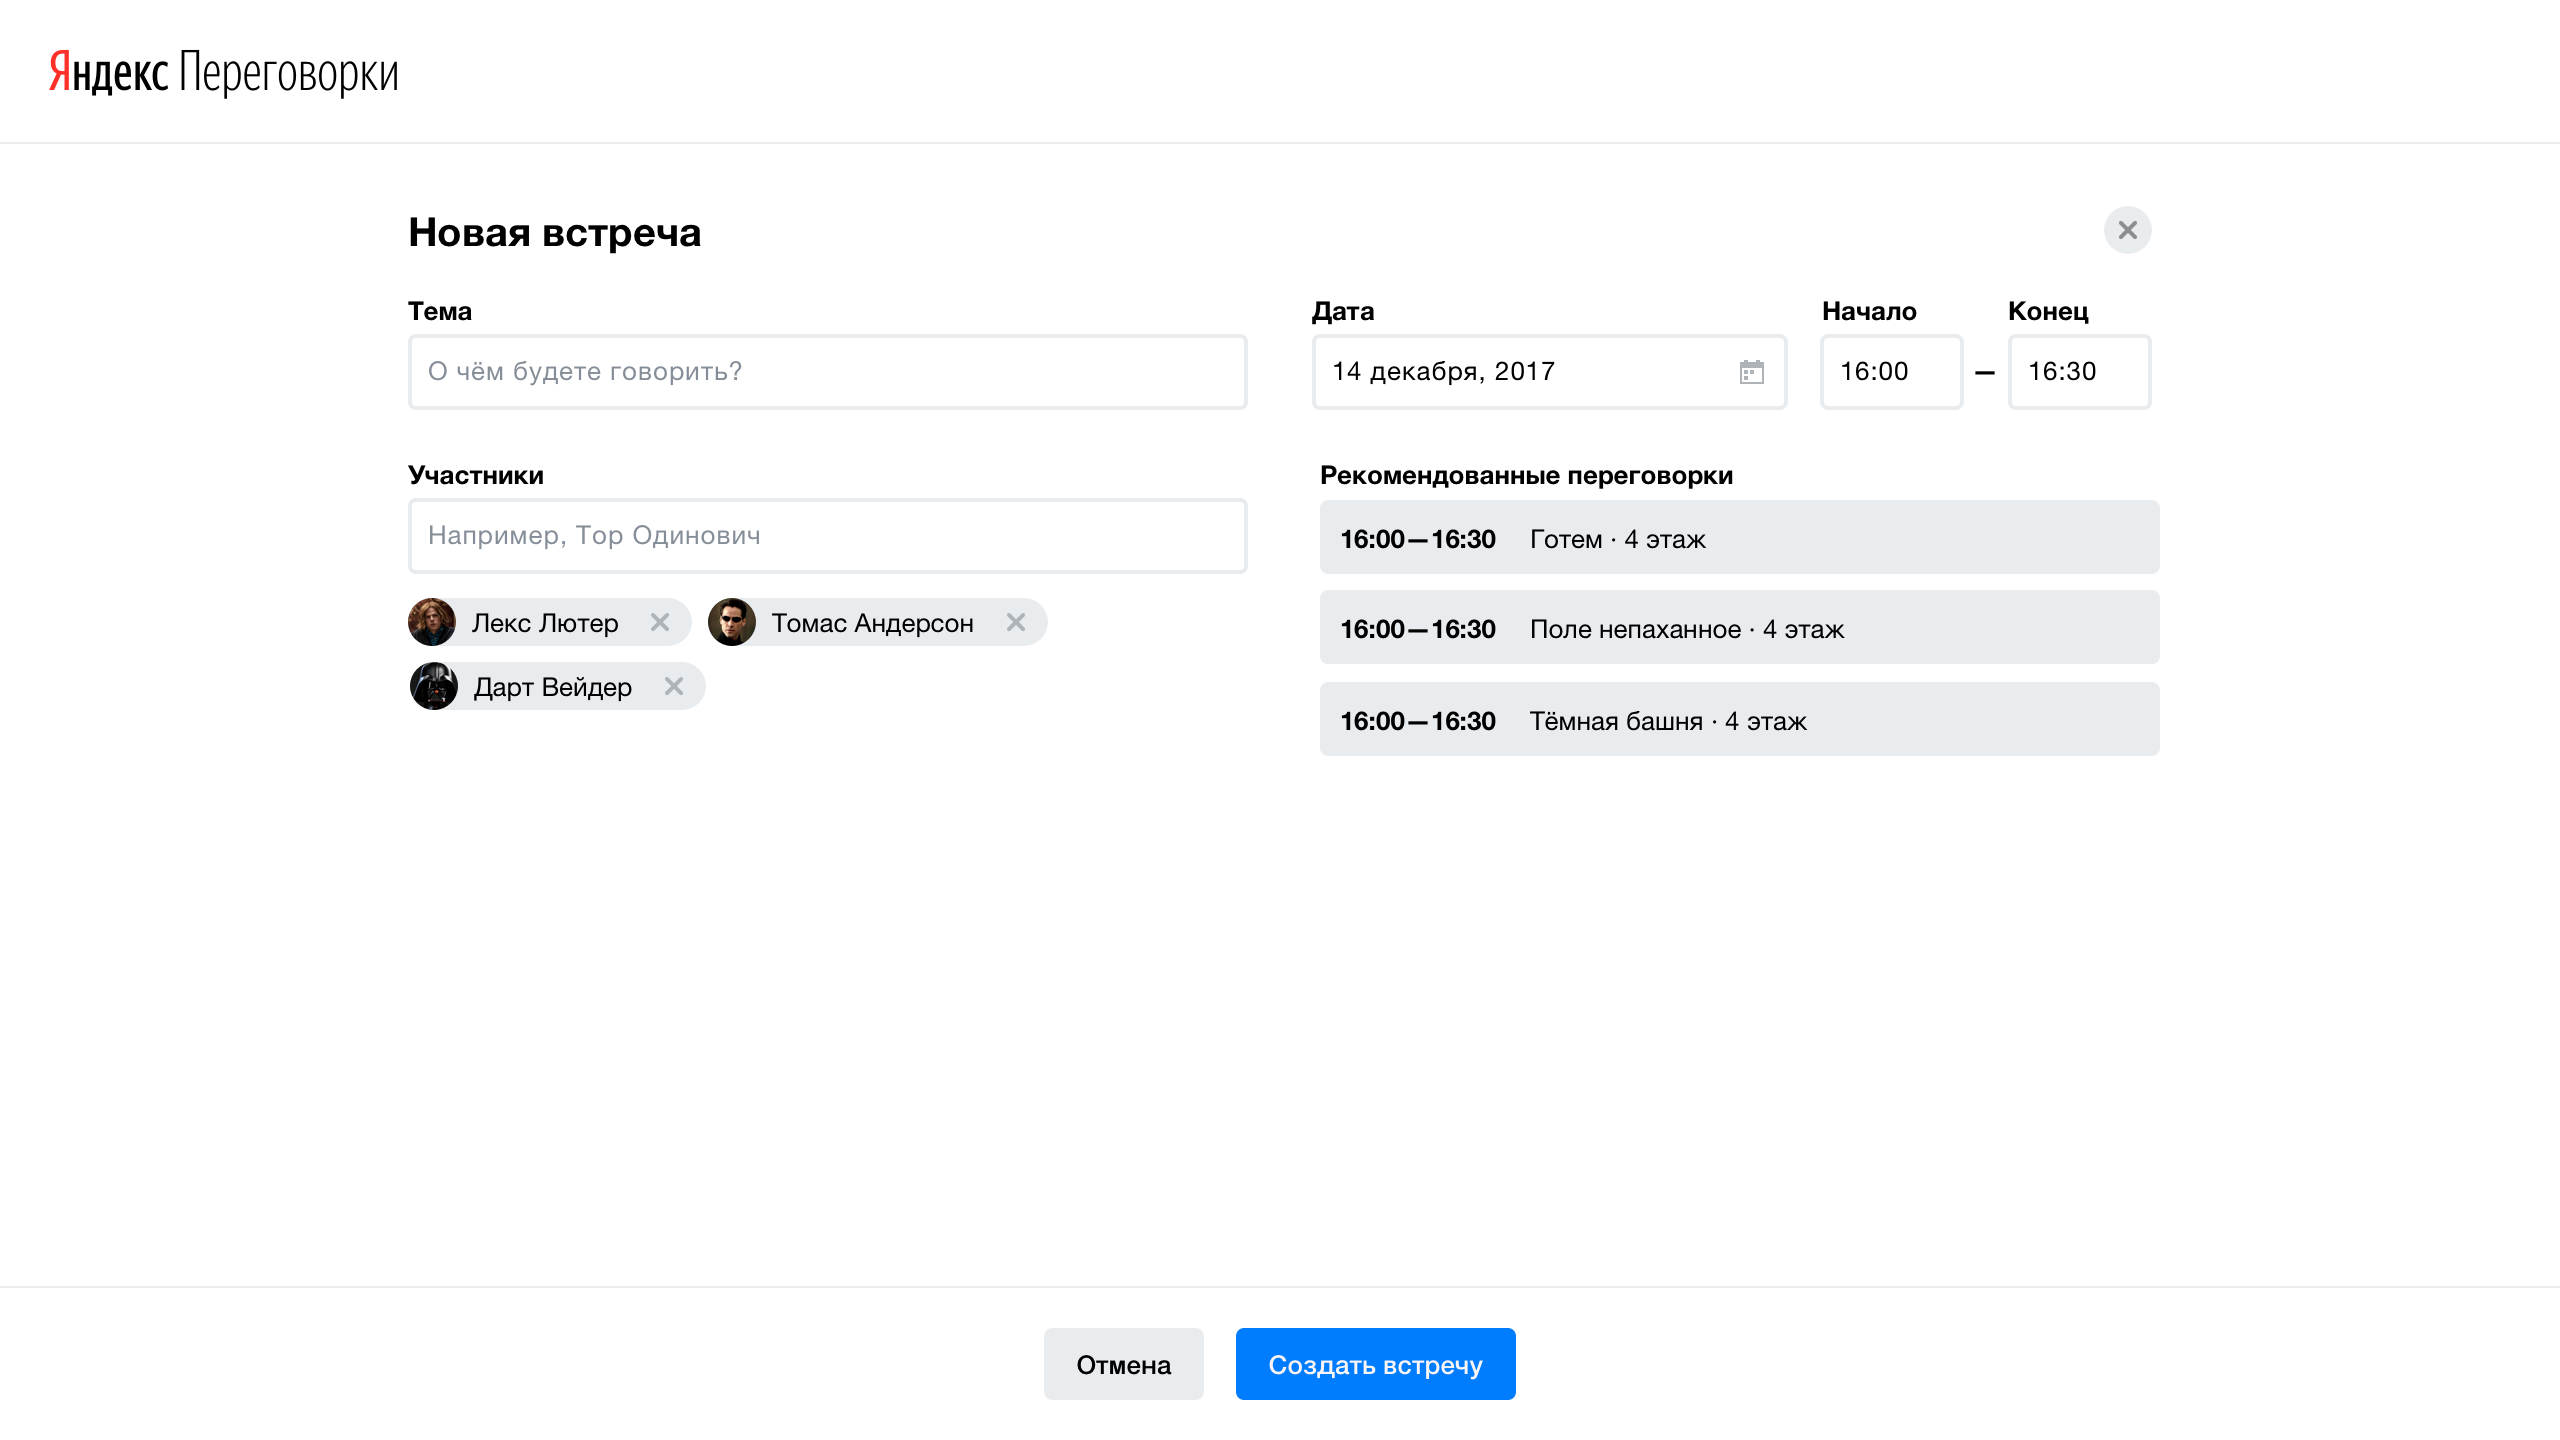 Яндекс Переговорки
Новая встреча
Тема
О чём будете говорить?
Дата
14 декабря, 2017
Начало
16:00
—
Конец
16:30
Участники
Например, Тор Одинович
Лекс Лютер
Томас Андерсон
Дарт Вейдер
Рекомендованные переговорки
16:00—16:30 Готем · 4 этаж
16:00—16:30 Поле непаханное · 4 этаж
16:00—16:30 Тёмная башня · 4 этаж
Отмена
Создать встречу